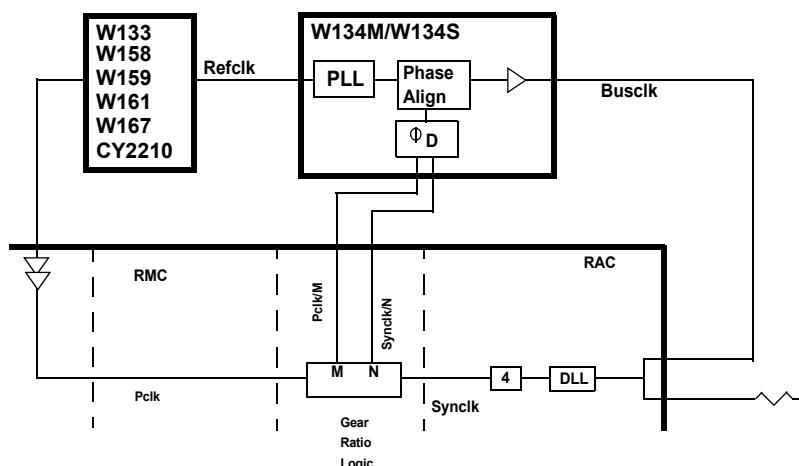 W133
W158
W159
W161
W167
CY2210
Refclk
W134M/W134S
PLL
Phase
Align
Φ D
Busclk
RMC
RAC
Pclk/M
Synclk/N
M N
4
DLL
Pclk
Synclk
Gear
Ratio
Logic